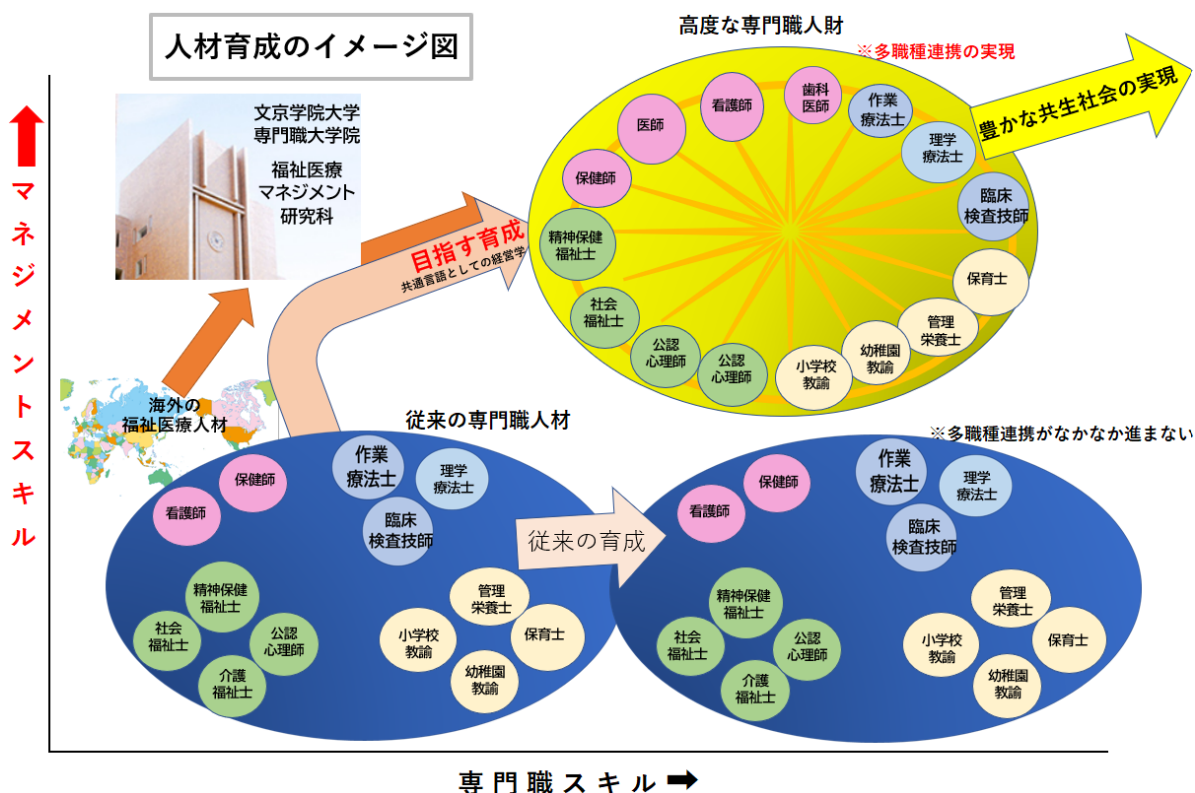 人材育成のイメージ図
高度な専門職人財
※多職種連携の実現
豊かな共生社会の実現
マネジメントスキル
文京学院大学
専門職大学院
福祉医療
マネジメント
研究科
目指す育成
共通言語としての経営学
海外の
福祉医療人材
医師
看護師
歯科
医師
作業
療法士
理学
療法士
臨床
検査技師
保育士
管理
栄養士
幼稚園
教諭
小学校
教諭
公認
心理師
公認
心理師
社会
福祉士
精神保健
福祉士
保健師
従来の専門職人材
看護師
保健師
作業
療法士
理学
療法士
臨床
検査技師
精神保健
福祉士
社会
福祉士
公認
心理師
介護
福祉士
管理
栄養士
小学校
教諭
保育士
幼稚園
教諭
従来の育成
※多職種連携がなかなか進まない
看護師
保健師
作業
療法士
理学
療法士
臨床
検査技師
精神保健
福祉士
社会
福祉士
公認
心理師
介護
福祉士
管理
栄養士
小学校
教諭
保育士
幼稚園
教諭
専門職スキル➡